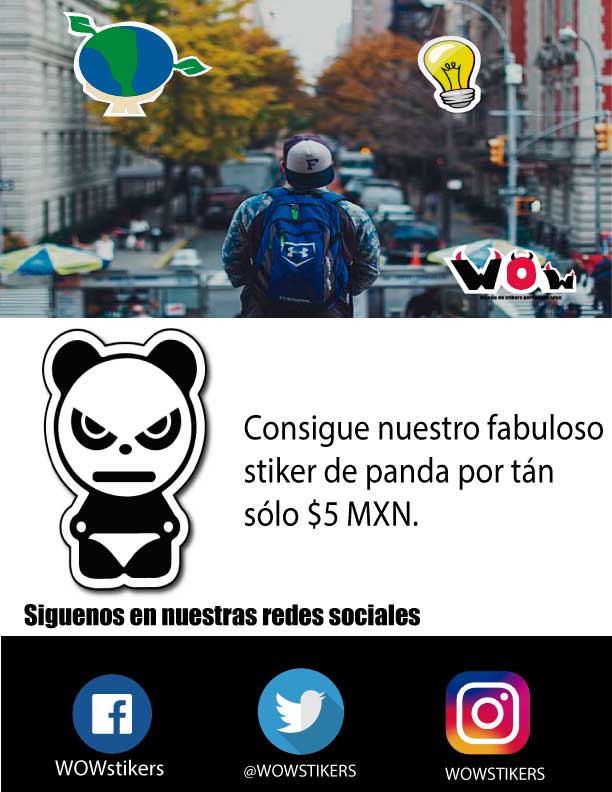 F
WOW
Diseño de stikers personalizados
Consigue nuestro fabuloso
stiker de panda por tán
sólo $5 MXN.
Siguenos en nuestras redes sociales
WOWstikers
@WOWSTIKERS
WOWSTIKERS